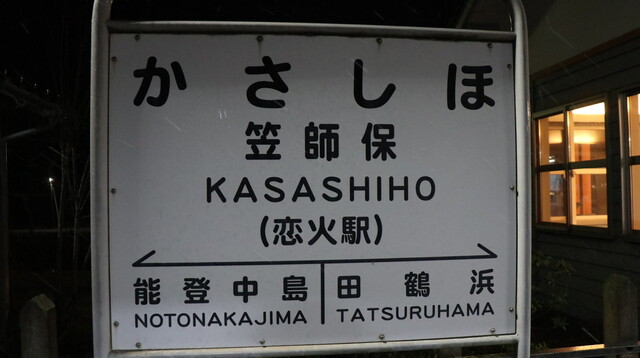 かさしほ
笠師保
KASASHIHO
(恋火駅)
能登中島 田鶴浜
NOTONAKAJIMA TATSURUHAMA